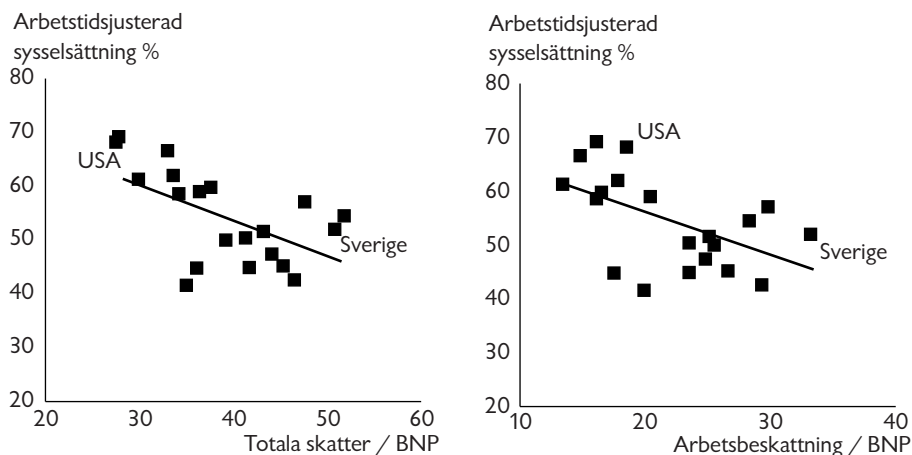 Arbetstidsjusterad
sysselsättning %
80
70
60
50
40
30
20
USA
Sverige
20 30 40 50 60
Totala skatter / BNP
Arbetstidsjusterad
sysselsättning %
80
70
60
50
40
30
20
USA
Sverige
10 20 30 40
Arbetsbeskattning / BNP